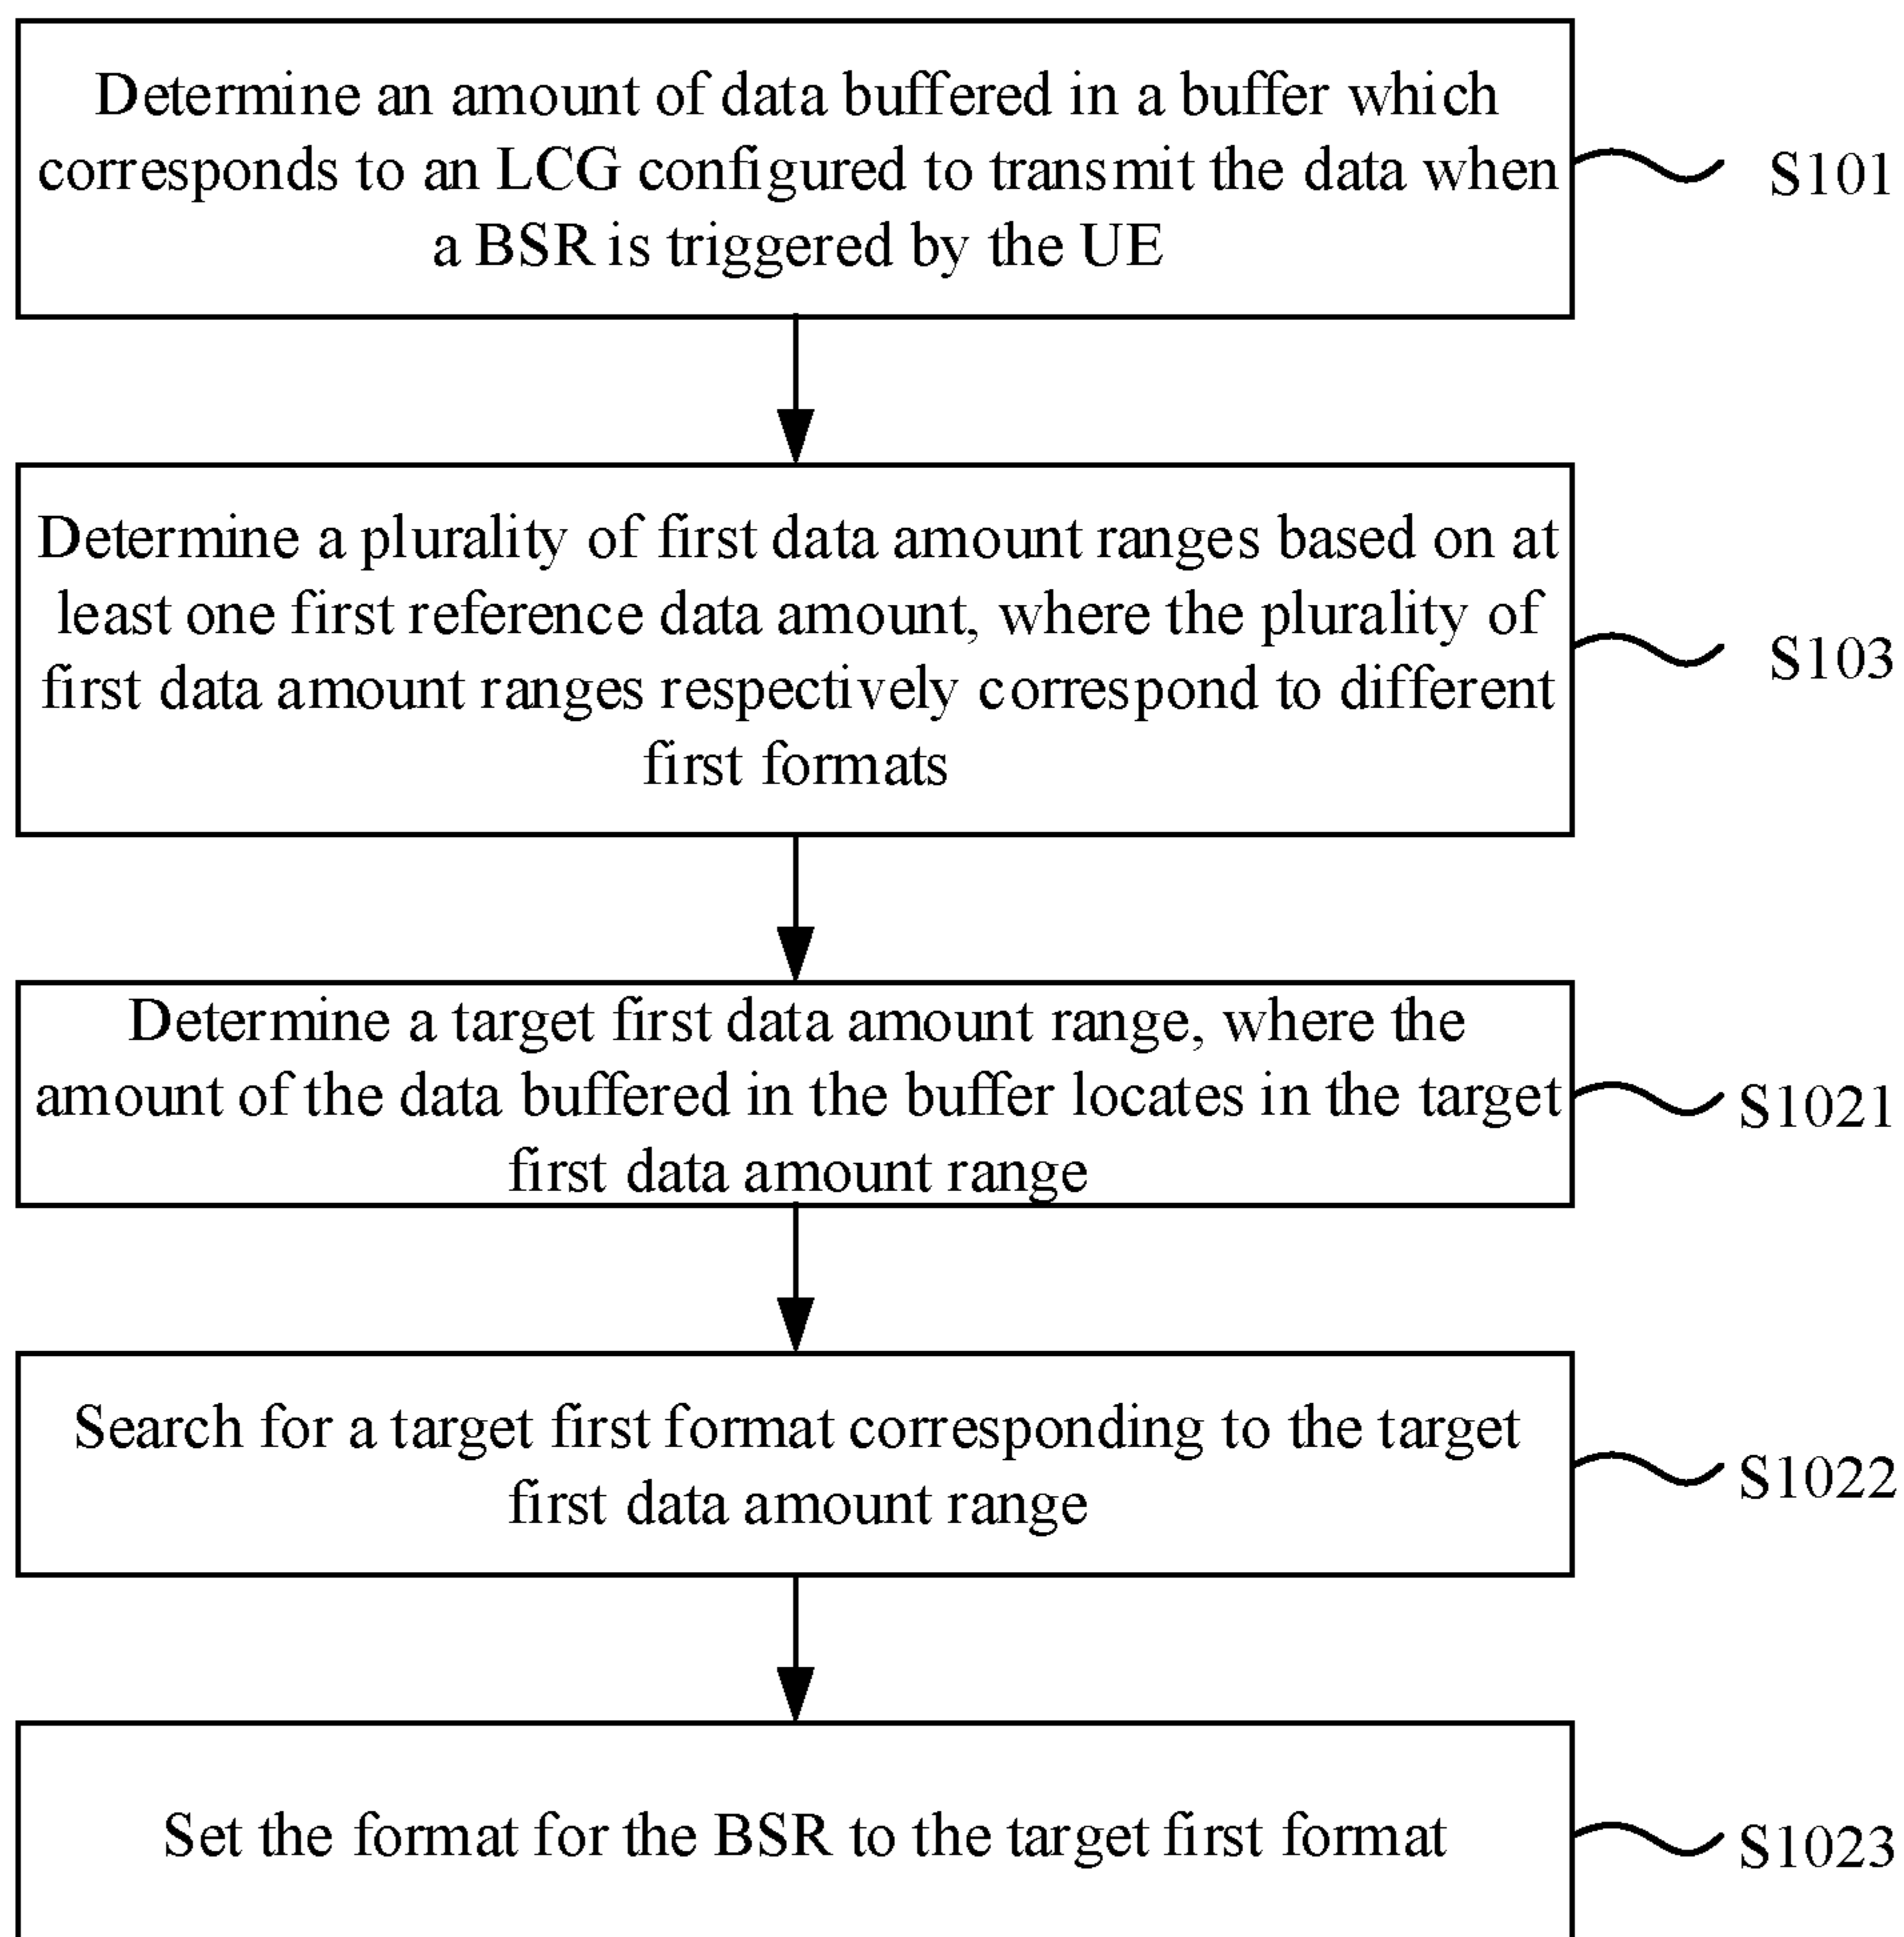 Determine an amount of data buffered in a buffer which
corresponds to an LCG configured to transmit the data when
a BSR is triggered by the UE
S101
Determine a plurality of first data amount ranges based on at
least one first reference data amount, where the plurality of
first data amount ranges respectively correspond to different
first formats
S103
Determine a target first data amount range, where the
amount of the data buffered in the buffer locates in the target
first data amount range
S1021
Search for a target first format corresponding to the target
first data amount range
S1022
Set the format for the BSR to the target first format
S1023